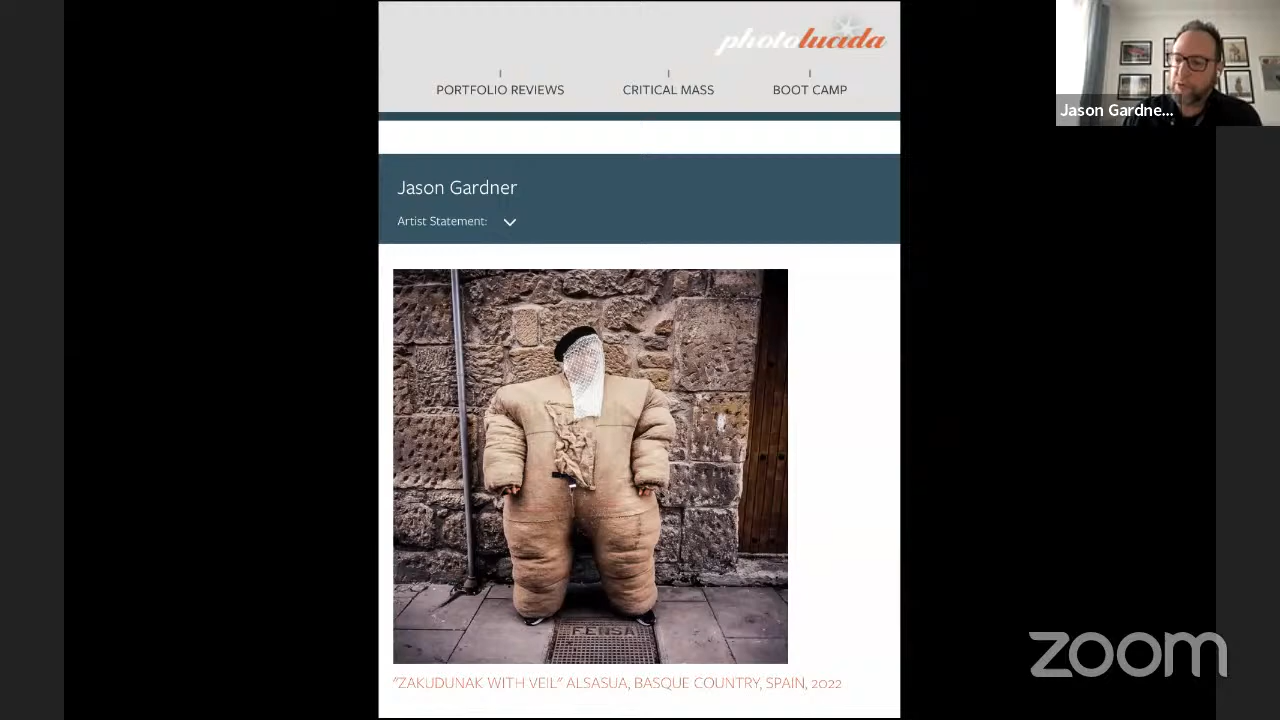 photolucida
PORTFOLIO REVIEWS
CRITICAL MASS
BOOT CAMP
Jason Gardne...
Jason Gardner
Artist Statement:
FEUSA
"ZAKUDUNAK WITH VEIL" ALSASUA, BASQUE COUNTRY, SPAIN, 2022
zoom